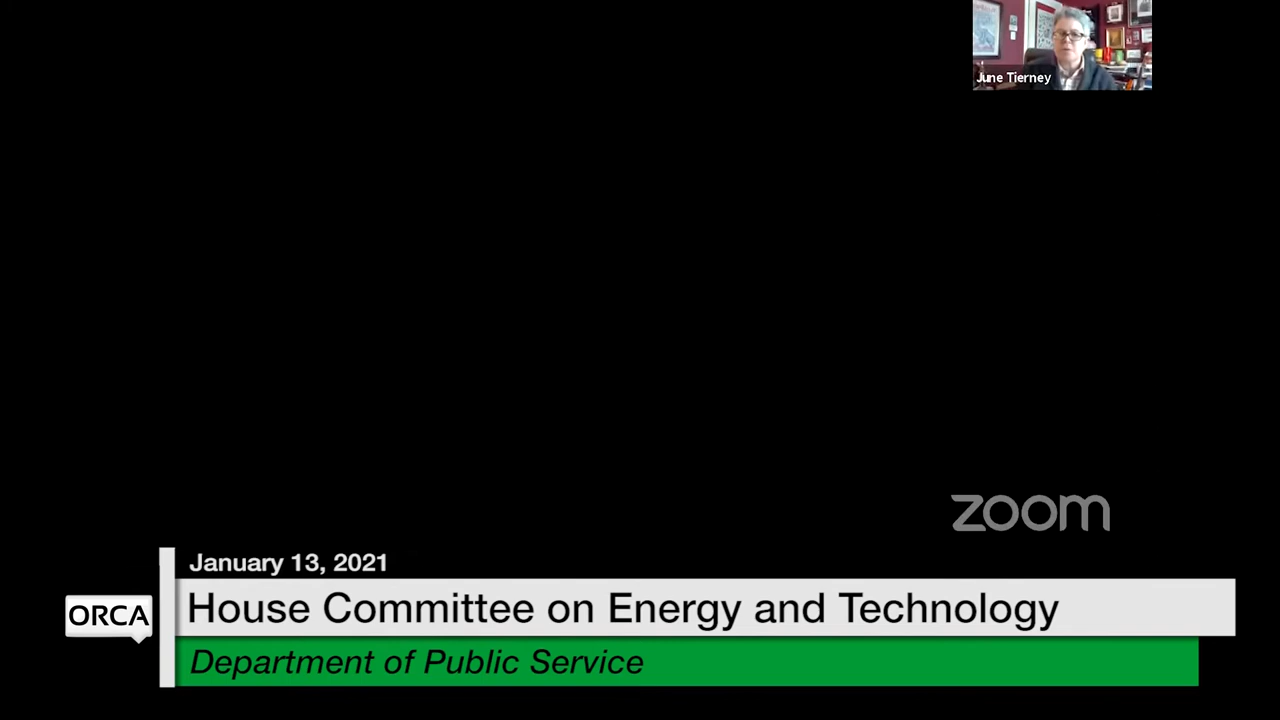 June Tierney
zoom
January 13, 2021
House Committee on Energy and Technology
ORCA
Department of Public Service